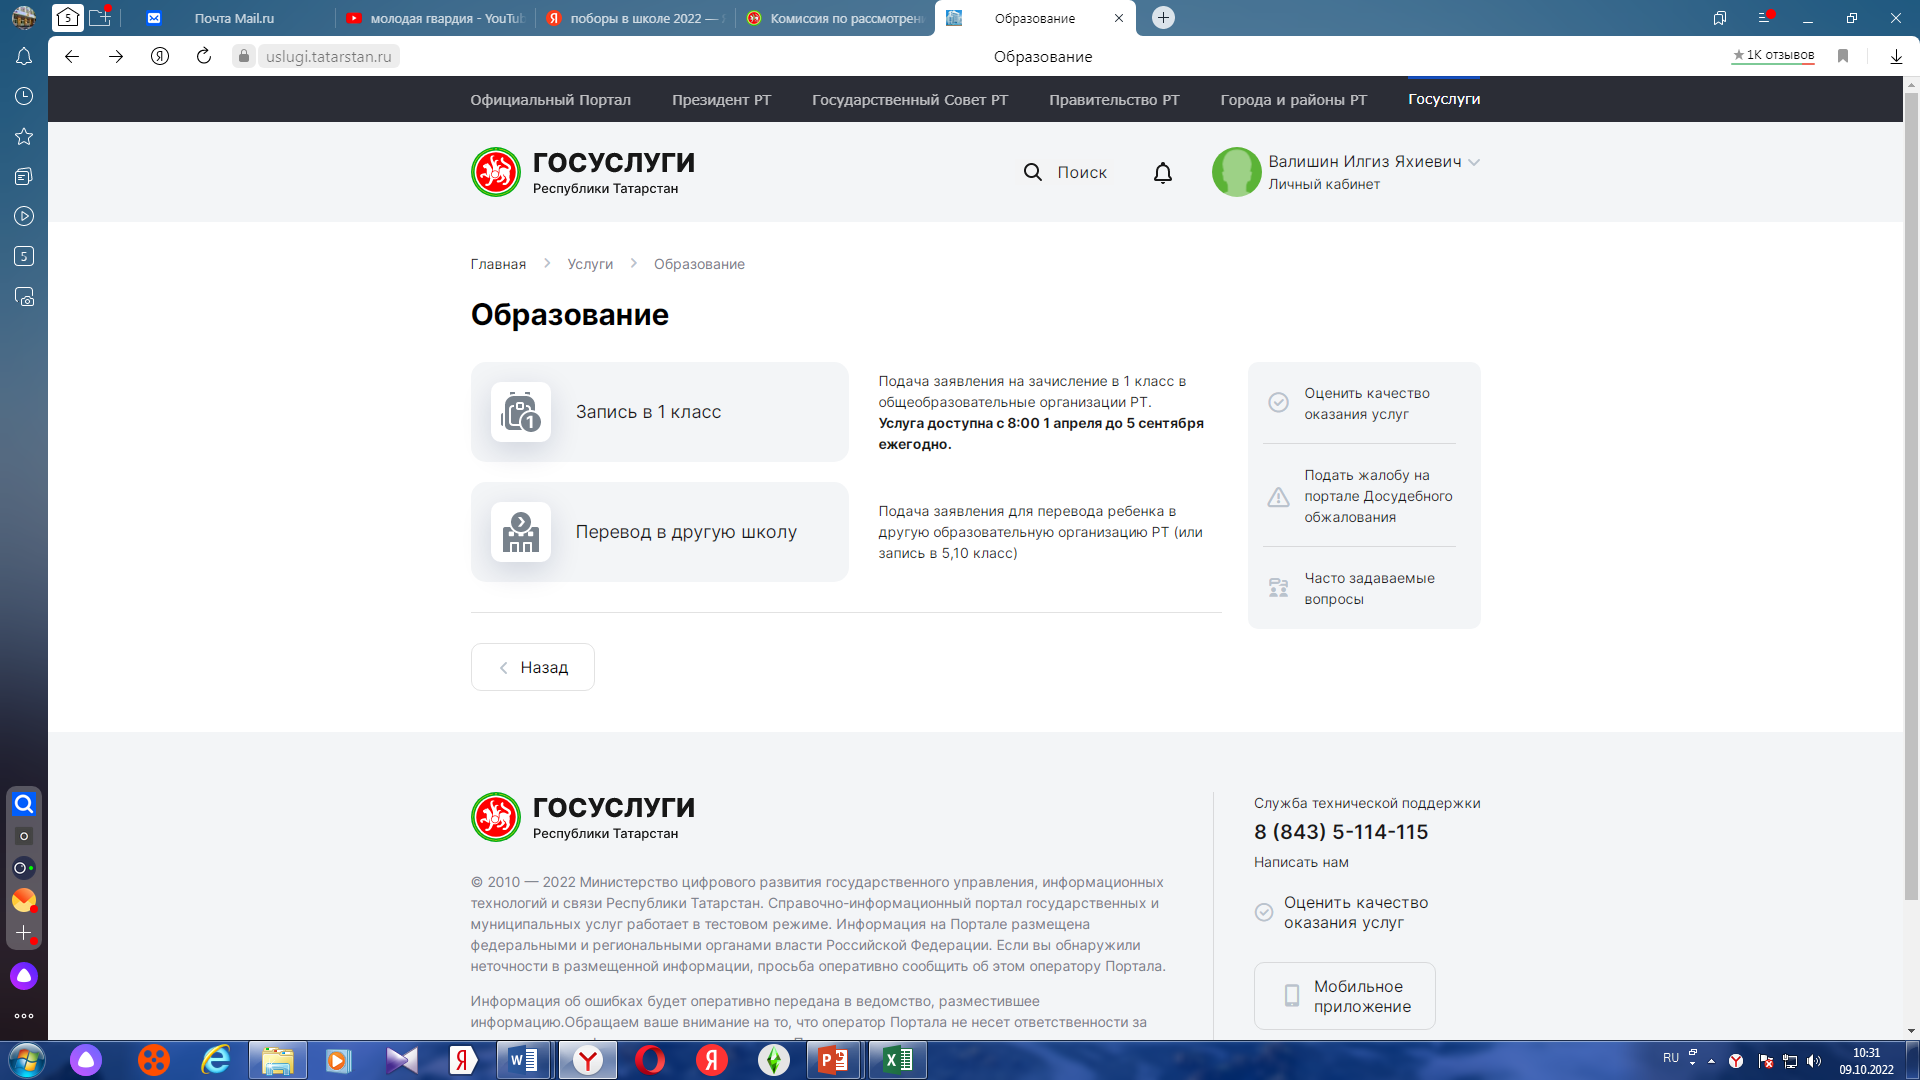 Почта Mail.ru
молодая гвардия - YouTu
поборы в школе 2022 —
Комиссия по рассмотрен
Образование
uslugi.tatarstan.ru
Образование
★ 1K отзывов
Официальный Портал
Президент РТ
Государственный Совет РТ
Правительство РТ
Города и районы РТ
Госуслуги
ГОСУСЛУГИ
Республики Татарстан
Поиск
Валишин Илгиз Яхиевич
Личный кабинет
Главная
Услуги
Образование
Образование
1
Запись в 1 класс
Подача заявления на зачисление в 1 класс в
общеобразовательные организации РТ.
Услуга доступна с 8:00 1 апреля до 5 сентября
ежегодно.
Перевод в другую школу
Подача заявления для перевода ребенка в
другую образовательную организацию РТ (или
запись в 5,10 класс)
Оценить качество
оказания услуг
Подать жалобу на
портале Досудебного
обжалования
Часто задаваемые
вопросы
Назад
ГОСУСЛУГИ
Республики Татарстан
© 2010 — 2022 Министерство цифрового развития государственного управления, информационных
технологий и связи Республики Татарстан. Справочно-информационный портал государственных и
муниципальных услуг работает в тестовом режиме. Информация на Портале размещена
федеральными и региональными органами власти Российской Федерации. Если вы обнаружили
неточности в размещенной информации, просьба оперативно сообщить об этом оператору Портала.
Информация об ошибках будет оперативно передана в ведомство, разместившее
информацию.Обращаем ваше внимание на то, что оператор Портала не несет ответственности за
Служба технической поддержки
8 (843) 5-114-115
Написать нам
Оценить качество
оказания услуг
Мобильное
приложение
5
5
RU
10:31
09.10.2022